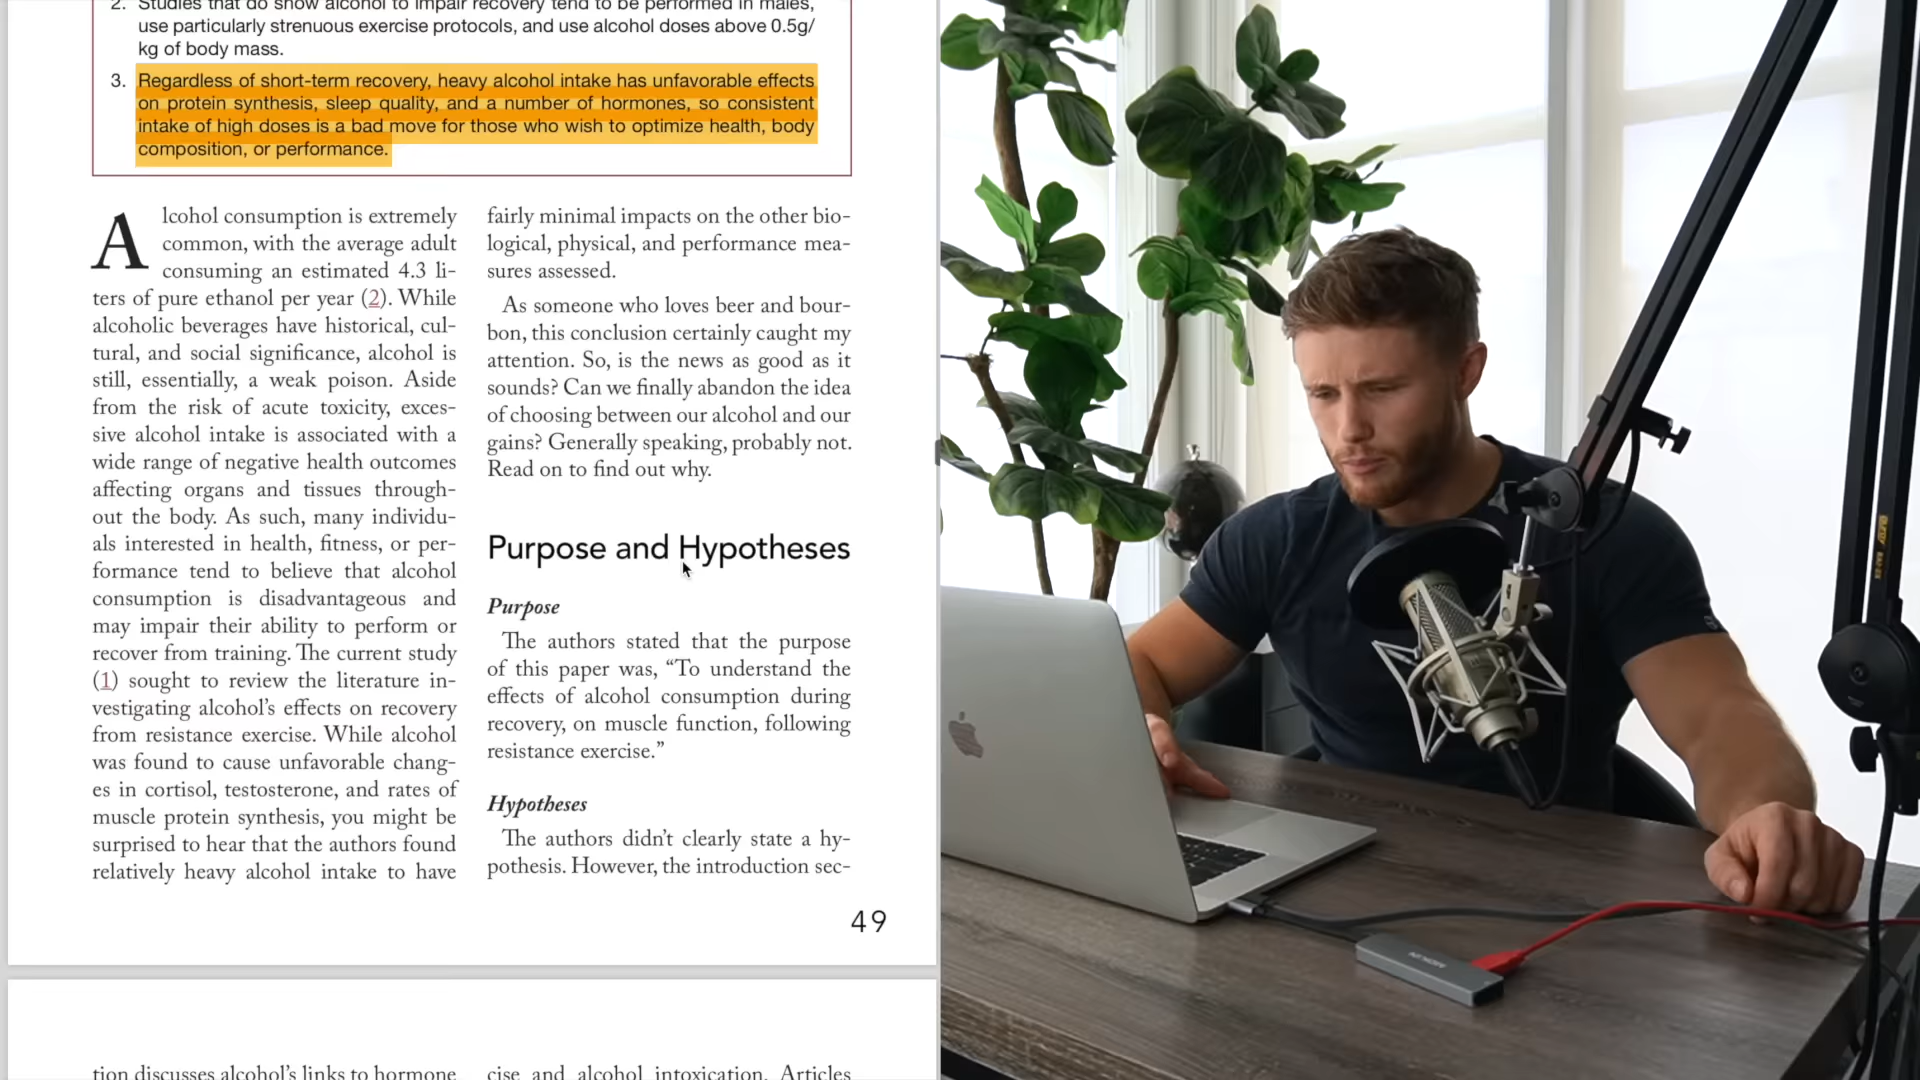 2. Studies that do show alcohol to impair recovery tend to be performed in males,
use particularly strenuous exercise protocols, and use alcohol doses above 0.5g/
kg of body mass.
3. Regardless of short-term recovery, heavy alcohol intake has unfavorable effects
on protein synthesis, sleep quality, and a number of hormones, so consistent
intake of high doses is a bad move for those who wish to optimize health, body
composition, or performance.
Alcohol consumption is extremely
common, with the average adult
consuming an estimated 4.3 li-
ters of pure ethanol per year (2). While
alcoholic beverages have historical, cul-
tural, and social significance, alcohol is
still, essentially, a weak poison. Aside
from the risk of acute toxicity, exces-
sive alcohol intake is associated with a
wide range of negative health outcomes
affecting organs and tissues through-
out the body. As such, many individu-
als interested in health, fitness, or per-
formance tend to believe that alcohol
consumption is disadvantageous and
may impair their ability to perform or
recover from training. The current study
(1) sought to review the literature in-
vestigating alcohol's effects on recovery
from resistance exercise. While alcohol
was found to cause unfavorable chang-
es in cortisol, testosterone, and rates of
muscle protein synthesis, you might be
surprised to hear that the authors found
relatively heavy alcohol intake to have
fairly minimal impacts on the other bio-
logical, physical, and performance mea-
sures assessed.
As someone who loves beer and bour-
bon, this conclusion certainly caught my
attention. So, is the news as good as it
sounds? Can we finally abandon the idea
of choosing between our alcohol and our
gains? Generally speaking, probably not.
Read on to find out why.
Purpose and Hypotheses
Purpose
The authors stated that the purpose
of this paper was, “To understand the
effects of alcohol consumption during
recovery, on muscle function, following
resistance exercise.”
Hypotheses
The authors didn't clearly state a hy-
pothesis. However, the introduction sec-
49
tion discusses alcohol's links to hormone
cise and alcohol intoxication. Articles